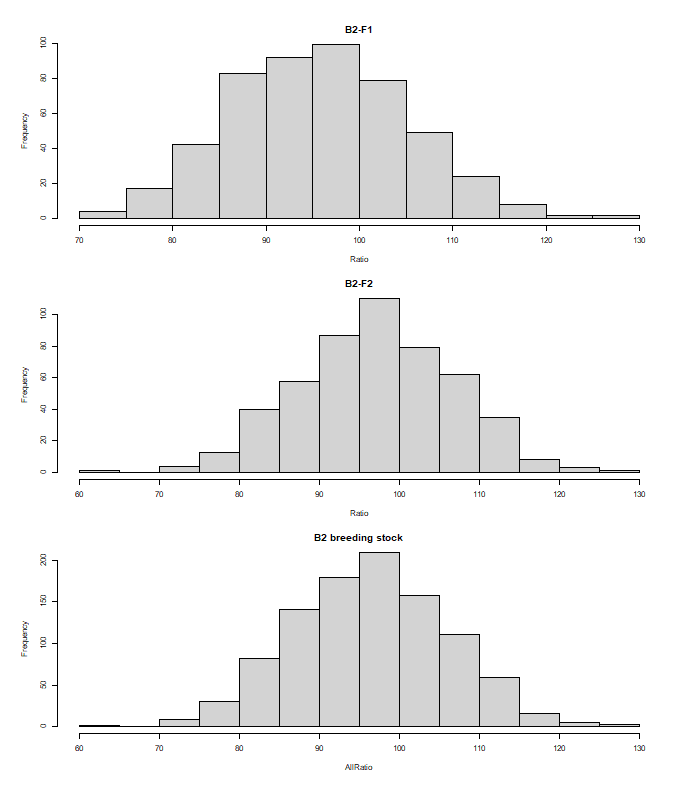 B2-F1
Frequency
0 20 40 60 80 100
70 80 90 100 110 120 130
Ratio
B2-F2
Frequency
0 20 40 60 80 100
60 70 80 90 100 110 120 130
Ratio
B2 breeding stock
Frequency
0 50 100 150 200
60 70 80 90 100 110 120 130
AllRatio